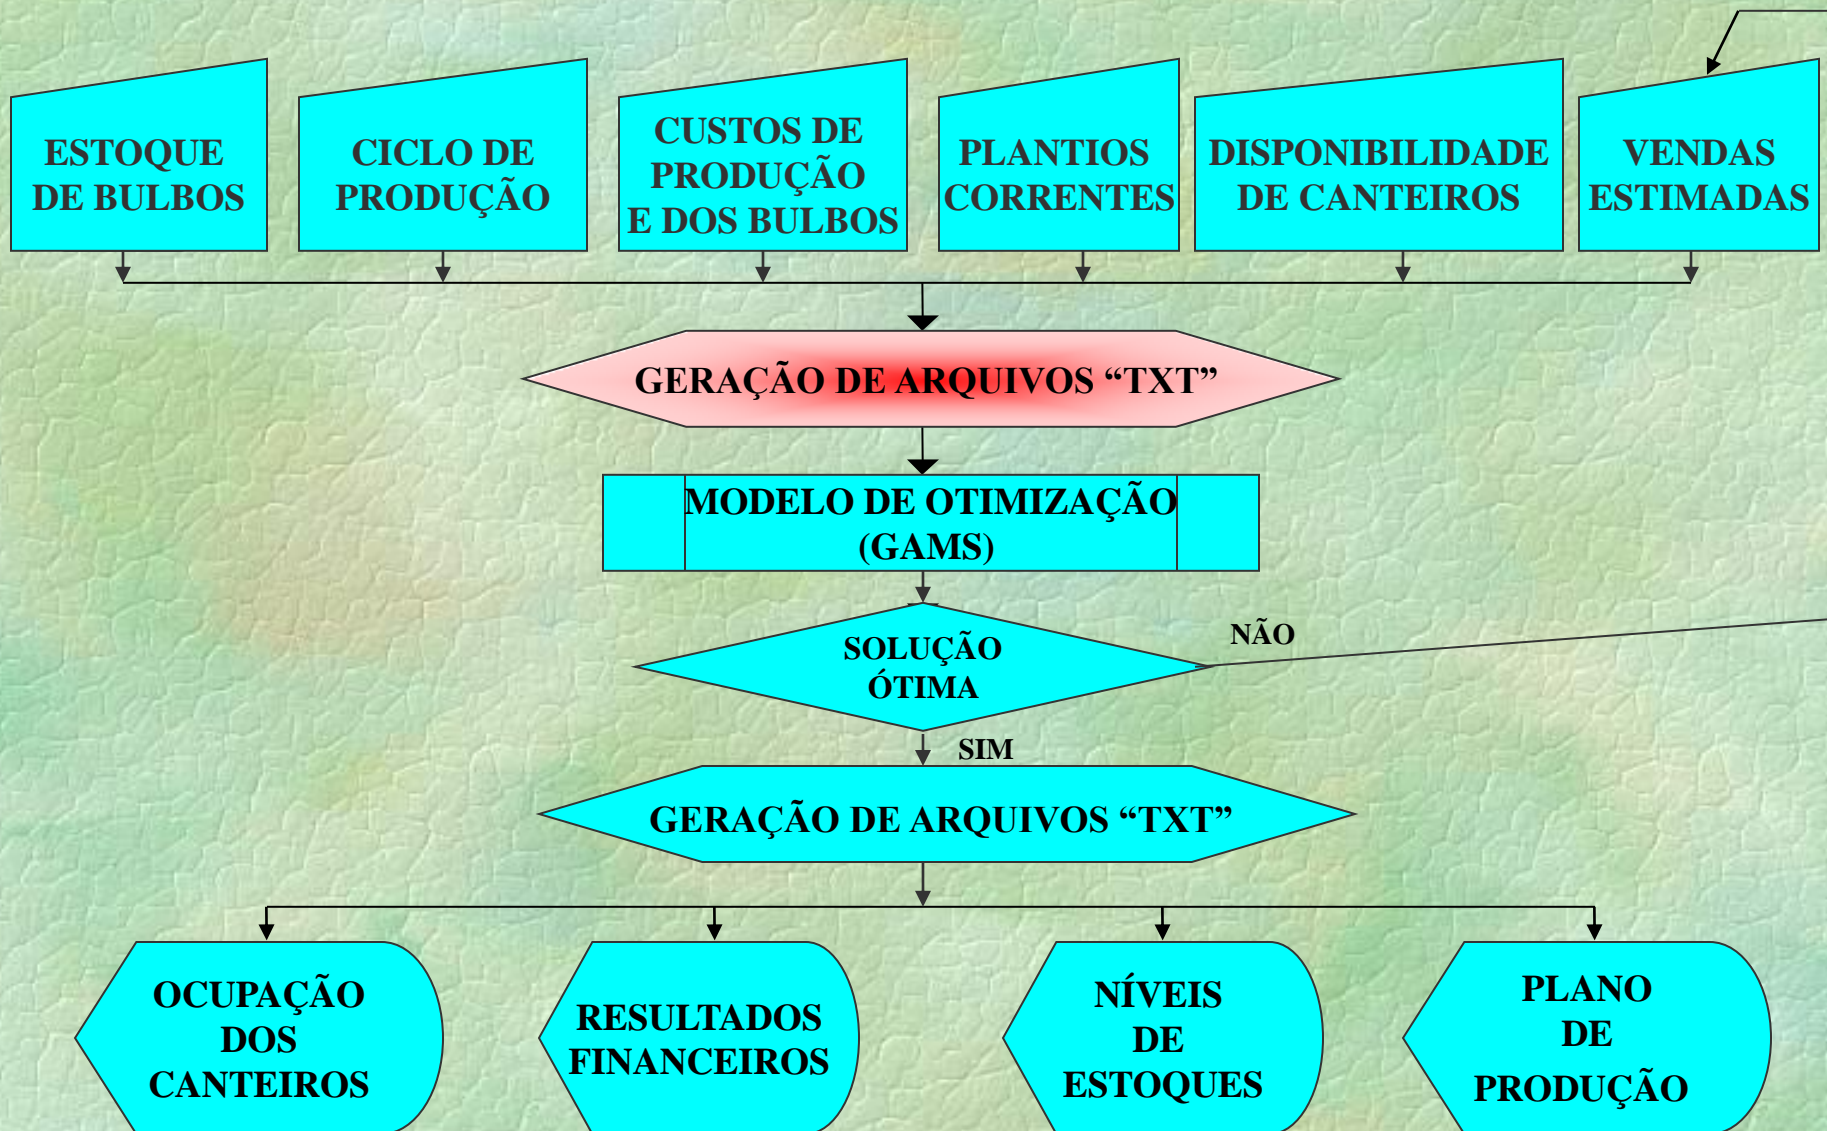 ESTOQUE
DE BULBOS
CICLO DE
PRODUÇÃO
CUSTOS DE
PRODUÇÃO
E DOS BULBOS
PLANTIOS
CORRENTES
DISPONIBILIDADE
DE CANTEIROS
VENDAS
ESTIMADAS
GERAÇÃO DE ARQUIVOS “TXT”
MODELO DE OTIMIZAÇÃO
(GAMS)
SOLUÇÃO
ÓTIMA
NÃO
SIM
GERAÇÃO DE ARQUIVOS “TXT”
OCUPAÇÃO
DOS
CANTEIROS
RESULTADOS
FINANCEIROS
NÍVEIS
DE
ESTOQUES
PLANO
DE
PRODUÇÃO